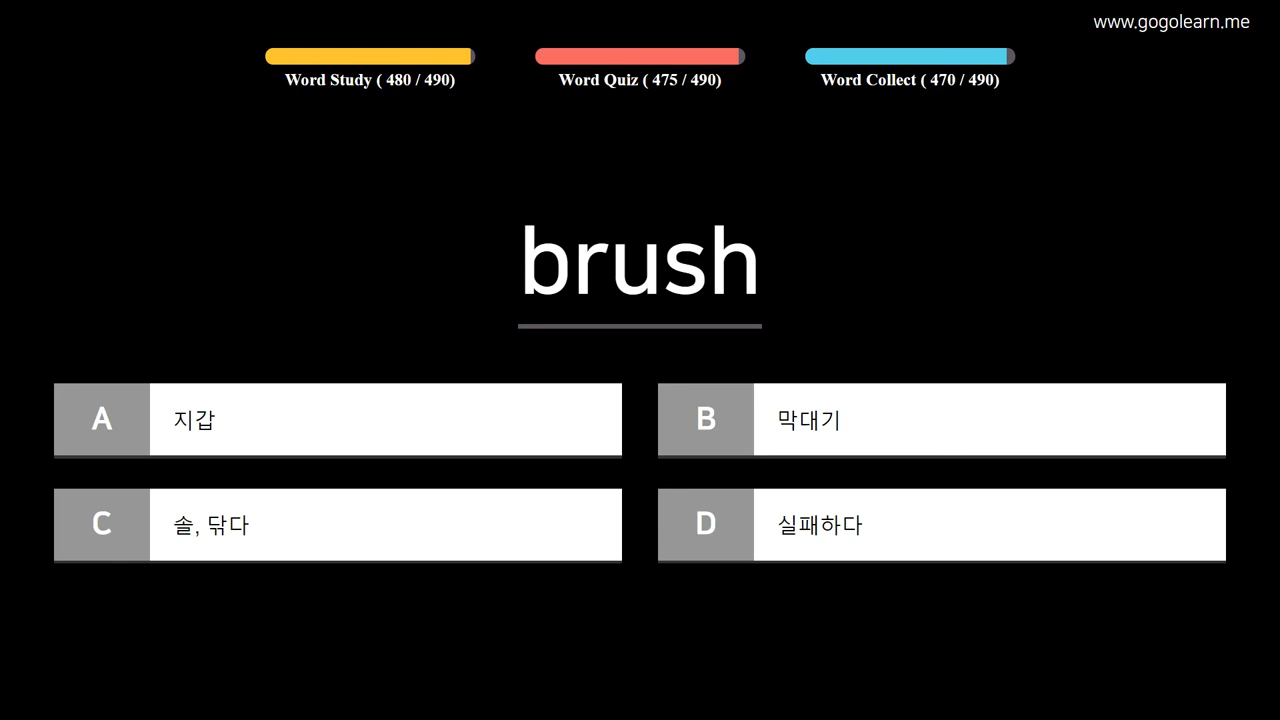 www.gogolearn.me
Word Study ( 480 / 490)
Word Quiz ( 475 / 490)
Word Collect ( 470 / 490)
brush
A 지갑
B 막대기
C 솔, 닦다
D 실패하다